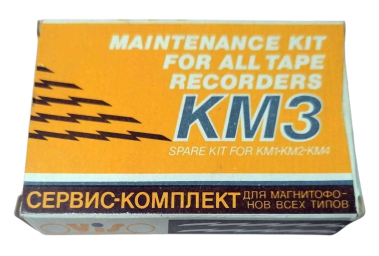 MAINTENANCE KIT
FOR ALL TAPE
RECORDERS
KM3
SPARE KIT FOR KM1-KM2-KM4
СЕРВИС-КОМПЛЕКТ
ДЛЯ МАГНИТОФО-
НОВ ВСЕХ ТИПОВ